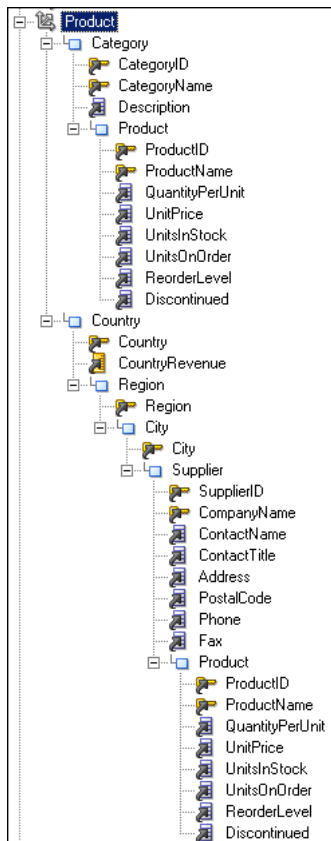 Product
Category
CategoryID
CategoryName
Description
Product
ProductID
ProductName
QuantityPerUnit
UnitPrice
UnitsInStock
UnitsOnOrder
ReorderLevel
Discontinued
Country
Country
CountryRevenue
Region
Region
City
City
Supplier
SupplierID
CompanyName
ContactName
ContactTitle
Address
PostalCode
Phone
Fax
Product
ProductID
ProductName
QuantityPerUnit
UnitPrice
UnitsInStock
UnitsOnOrder
ReorderLevel
Discontinued